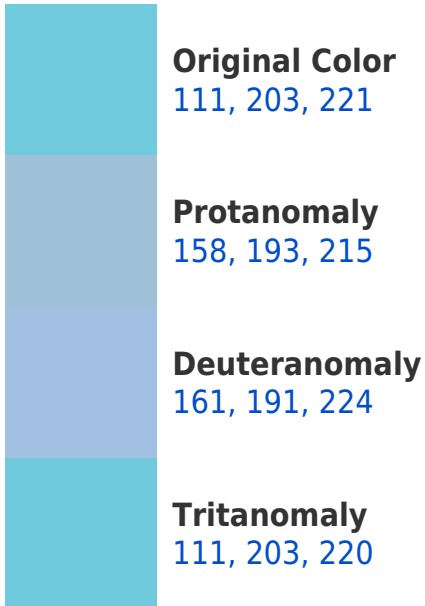 Original Color
111, 203, 221
Protanomaly
158, 193, 215
Deuteranomaly
161, 191, 224
Tritanomaly
111, 203, 220